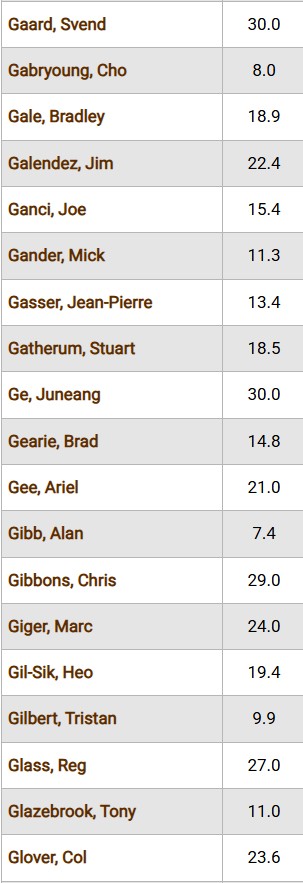 Gaard, Svend 30.0
Gabryoung, Cho 8.0
Gale, Bradley 18.9
Galendez, Jim 22.4
Ganci, Joe 15.4
Gander, Mick 11.3
Gasser, Jean-Pierre 13.4
Gatherum, Stuart 18.5
Ge, Juneang 30.0
Gearie, Brad 14.8
Gee, Ariel 21.0
Gibb, Alan 7.4
Gibbons, Chris 29.0
Giger, Marc 24.0
Gil-Sik, Heo 19.4
Gilbert, Tristan 9.9
Glass, Reg 27.0
Glazebrook, Tony 11.0
Glover, Col 23.6